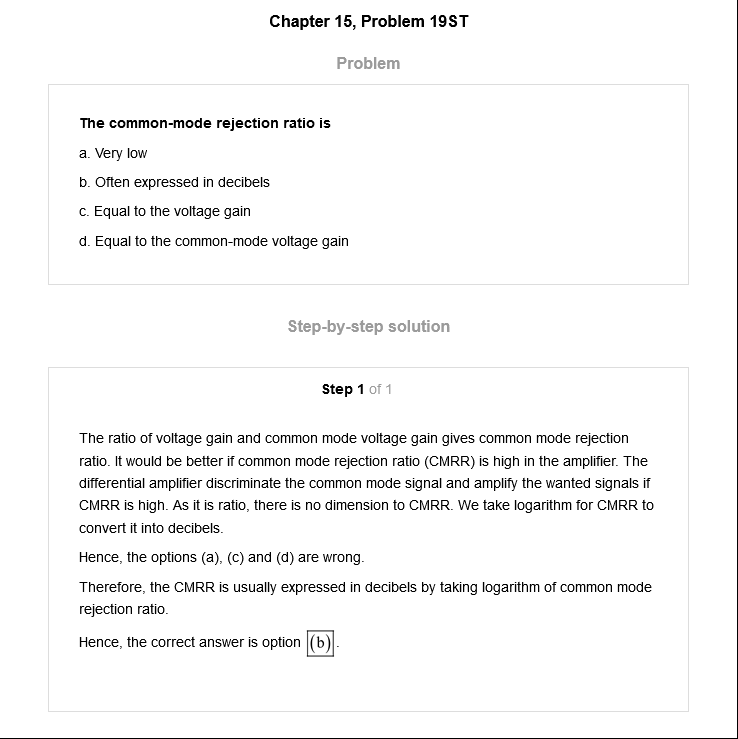 Chapter 15, Problem 19ST
Problem
The common-mode rejection ratio is
a. Very low
b. Often expressed in decibels
c. Equal to the voltage gain
d. Equal to the common-mode voltage gain
Step-by-step solution
Step 1 of 1
The ratio of voltage gain and common mode voltage gain gives common mode rejection
ratio. It would be better if common mode rejection ratio (CMRR) is high in the amplifier. The
differential amplifier discriminate the common mode signal and amplify the wanted signals if
CMRR is high. As it is ratio, there is no dimension to CMRR. We take logarithm for CMRR to
convert it into decibels.
Hence, the options (a), (c) and (d) are wrong.
Therefore, the CMRR is usually expressed in decibels by taking logarithm of common mode
rejection ratio.
Hence, the correct answer is option (b).